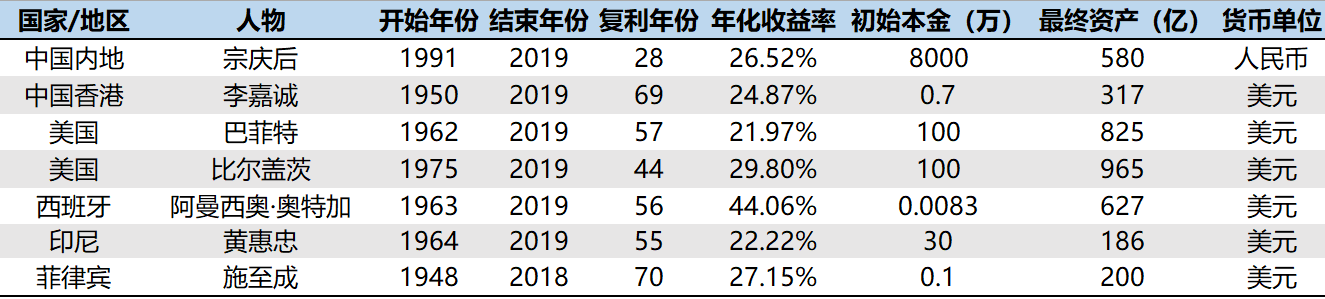 国家/地区 人物 开始年份 结束年份 复利年份 年化收益率 初始本金（万） 最终资产（亿） 货币单位
中国内地 宗庆后 1991 2019 28 26.52% 8000 580 人民币
中国香港 李嘉诚 1950 2019 69 24.87% 0.7 317 美元
美国 巴菲特 1962 2019 57 21.97% 100 825 美元
美国 比尔盖茨 1975 2019 44 29.80% 100 965 美元
西班牙 阿曼西奥·奥特加 1963 2019 56 44.06% 0.0083 627 美元
印尼 黄惠忠 1964 2019 55 22.22% 30 186 美元
菲律宾 施至成 1948 2018 70 27.15% 0.1 200 美元